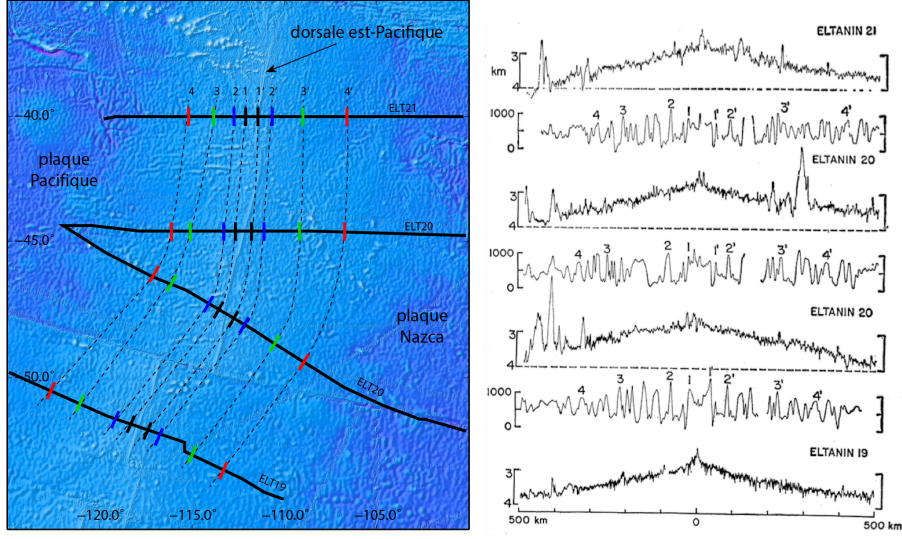 dorsale est-Pacifique
4 3 2 1 1' 2' 3' 4'
ELT21
−40.0°
plaque
Pacifique
ELT20
−45.0°
plaque
Nazca
−50.0°
ELT20
ELT19
−120.0° −115.0° −110.0° −105.0°
ELTANIN 21
3
km
4
1000
0
4 3 2 1 1' 2' 3' 4'
ELTANIN 20
3
4
1000
0
4 3 2 1 1' 2' 3' 4'
ELTANIN 20
3
4
1000
0
4 3 2 1 2' 3' 4'
ELTANIN 19
3
4
500 km 0 500 km